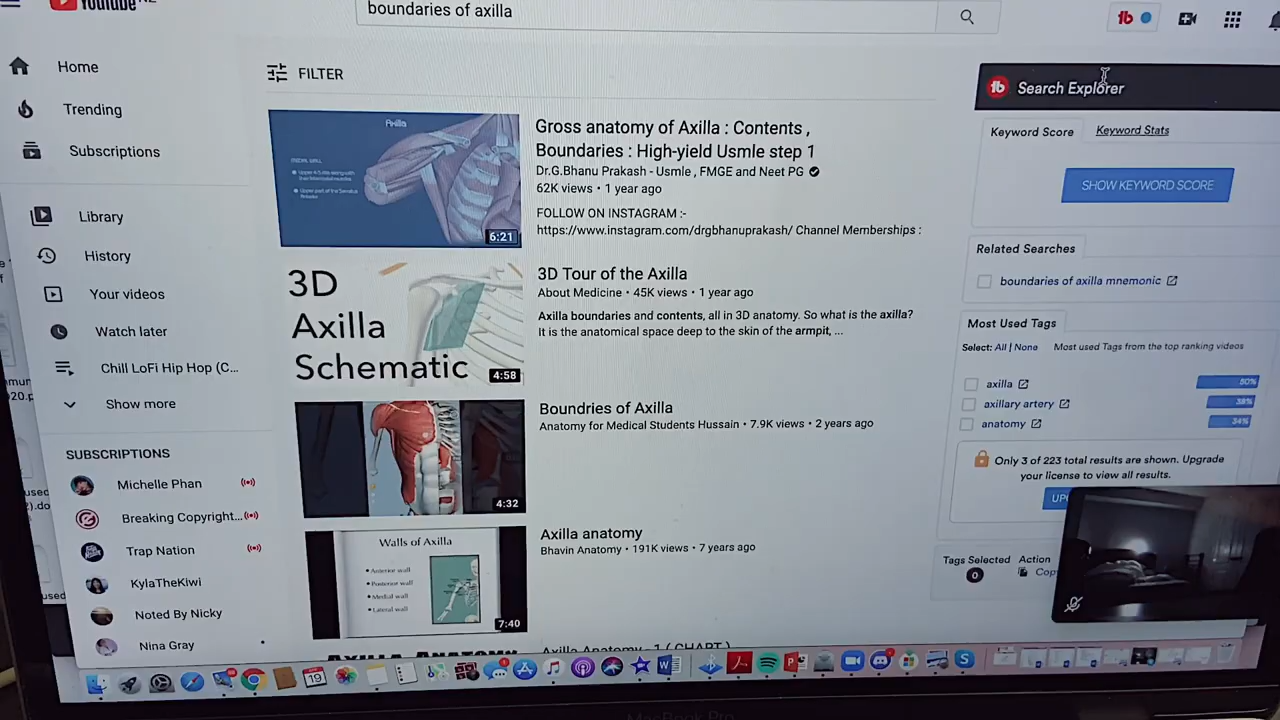 YouTube NZ
boundaries of axilla
Home
Trending
Subscriptions
Library
History
Your videos
Watch later
Chill LoFi Hip Hop (C...
Show more
SUBSCRIPTIONS
Michelle Phan
Breaking Copyright...
Trap Nation
KylaTheKiwi
Noted By Nicky
Nina Gray
FILTER
Axilla
6:21
Gross anatomy of Axilla : Contents ,
Boundaries : High-yield Usmle step 1
Dr.G.Bhanu Prakash - Usmle , FMGE and Neet PG
62K views • 1 year ago
FOLLOW ON INSTAGRAM :-
https://www.instagram.com/drgbhanuprakash/ Channel Memberships :
3D
Axilla
Schematic
4:58
3D Tour of the Axilla
About Medicine • 45K views • 1 year ago
Axilla boundaries and contents, all in 3D anatomy. So what is the axilla?
It is the anatomical space deep to the skin of the armpit, ...
4:32
Boundries of Axilla
Anatomy for Medical Students Hussain • 7.9K views • 2 years ago
Walls of Axilla
Anterior wall
Posterior wall
Medial wall
Lateral wall
7:40
Axilla anatomy
Bhavin Anatomy • 191K views • 7 years ago
Axilla Anatomy - 1 ( CHART )
Search Explorer
Keyword Score
Keyword Stats
SHOW KEYWORD SCORE
Related Searches
boundaries of axilla mnemonic
Most Used Tags
Select: All | None Most used Tags from the top ranking videos
axilla 50%
axillary artery 38%
anatomy 34%
Only 3 of 223 total results are shown. Upgrade
your license to view all results.
Tags Selected
0
Action
19
MacBook Pro